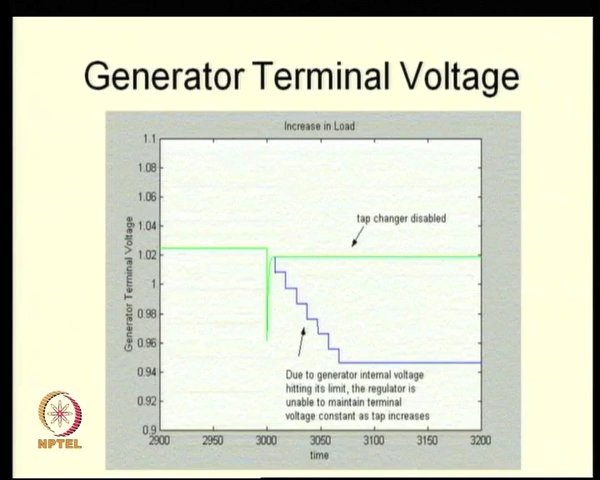 Generator Terminal Voltage
Increase in Load
1.1
1.08
1.06
1.04
1.02
1
0.98
0.96
0.94
0.92
0.9
Generator Terminal Voltage
tap changer disabled
Due to generator internal voltage
hitting its limit, the regulator is
unable to maintain terminal
voltage constant as tap increases
2900 2950 3000 3050 3100 3150 3200
time
NPTEL